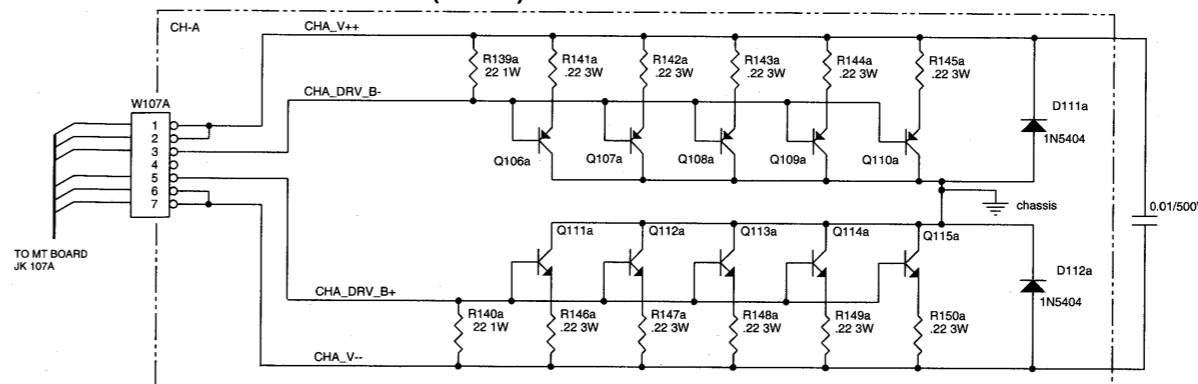 CH-A
CHA_V++
R139a
22 1W
R141a
.22 3W
R142a
.22 3W
R143a
.22 3W
R144a
.22 3W
R145a
.22 3W
CHA_DRV_B-
W107A
1
2
3
4
5
6
7
D111a
1N5404
Q106a
Q107a
Q108a
Q109a
Q110a
chassis
0.01/500V
Q111a
Q112a
Q113a
Q114a
Q115a
TO MT BOARD
JK 107A
D112a
1N5404
CHA_DRV_B+
R140a
22 1W
R146a
.22 3W
R147a
.22 3W
R148a
.22 3W
R149a
.22 3W
R150a
.22 3W
CHA_V--